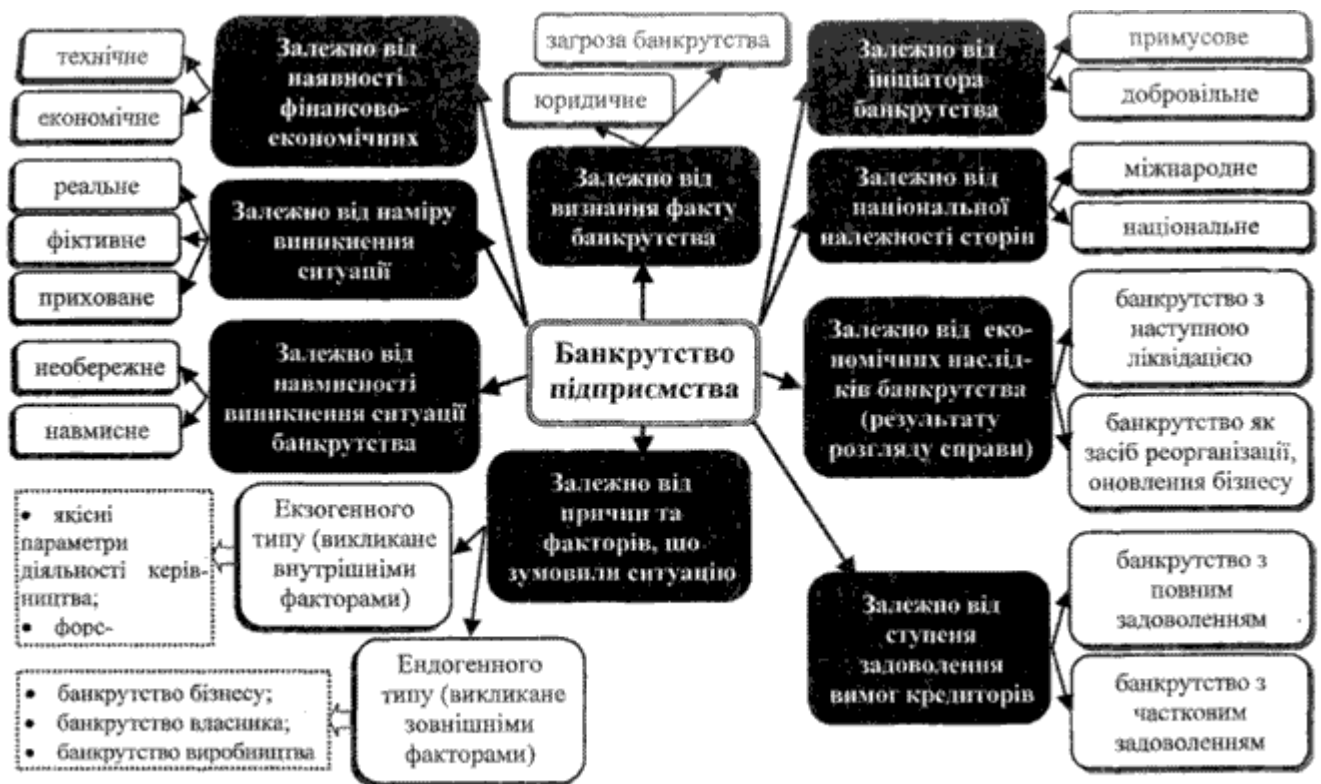 технічне
економічне
Залежно від
наявності
фінансово-
економічних
загроза банкрутства
юридичне
Залежно від
визнання факту
банкрутства
Залежно від
ініціатора
банкрутства
примусове
добровільне
реальне
фіктивне
приховане
Залежно від наміру
виникнення
ситуації
Залежно від
національної
належності сторін
міжнародне
національне
необережне
навмисне
Залежно від
навмисності
виникнення ситуації
банкрутства
Банкрутство
підприємства
Залежно від еко-
номічних наслід-
ків банкрутства
(результату
розгляду справи)
банкрутство з
наступною
ліквідацією
банкрутство як
засіб реорганізації,
оновлення бізнесу
Залежно від
причин та
факторів, що
зумовили ситуацію
Екзогенного
типу (викликане
внутрішніми
факторами)
• якісні
параметри
діяльності керів-
ництва;
• форс-
Ендогенного
типу (викликане
зовнішніми
факторами)
• банкрутство бізнесу;
• банкрутство власника;
• банкрутство виробництва
Залежно від
ступеня
задоволення
вимог кредиторів
банкрутство з
повним
задоволенням
банкрутство з
частковим
задоволенням